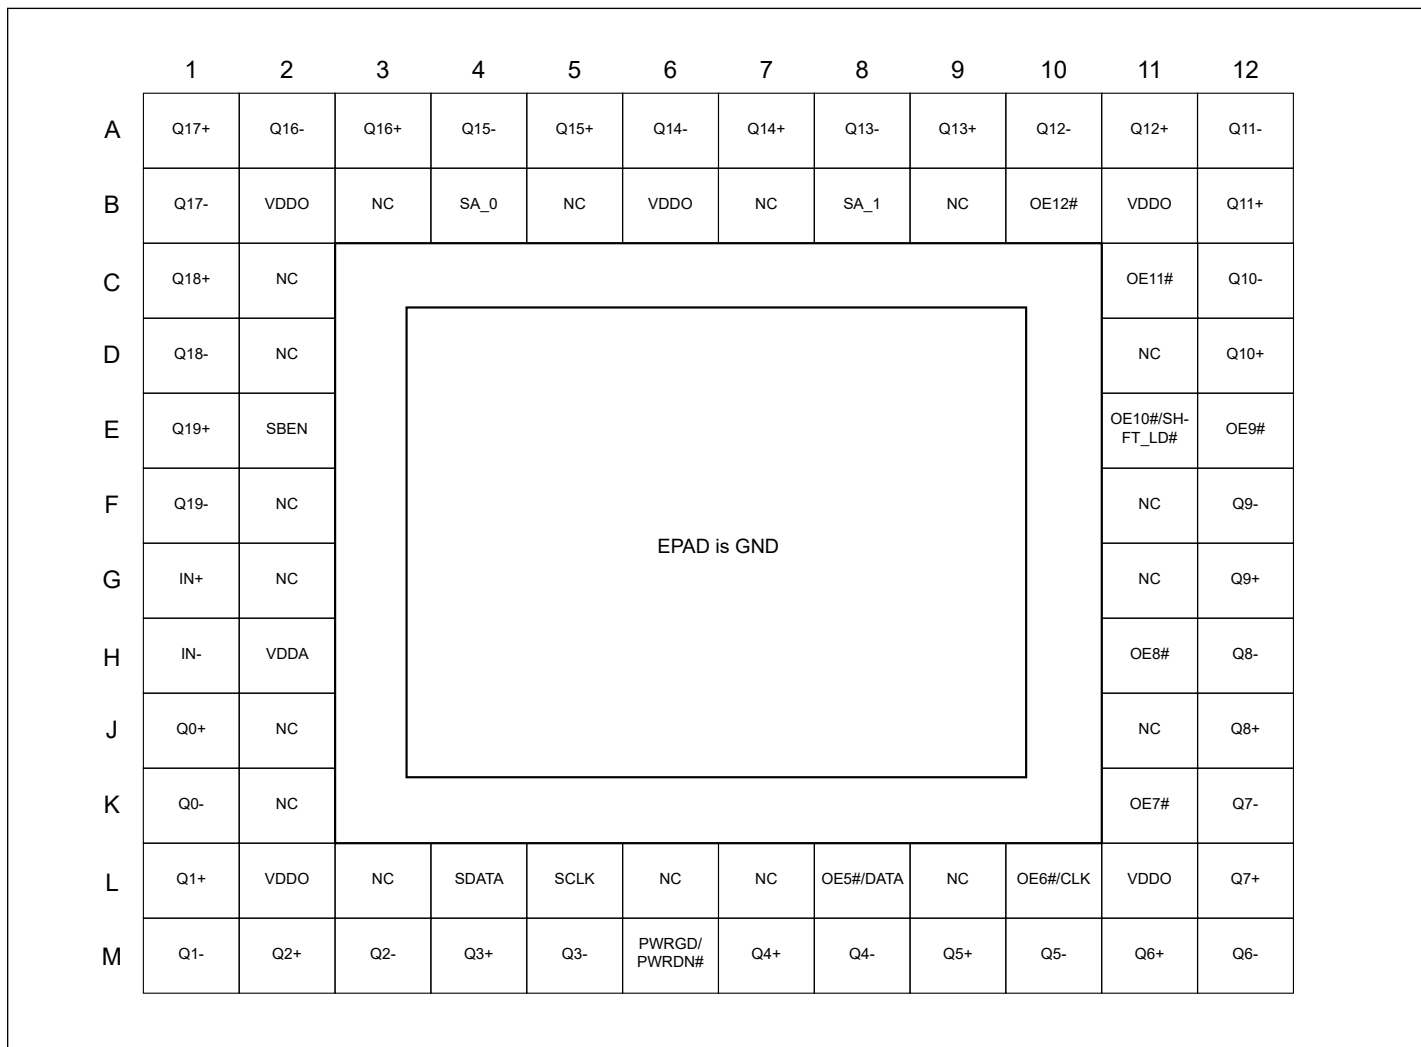 1 2 3 4 5 6 7 8 9 10 11 12
A Q17+ Q16- Q16+ Q15- Q15+ Q14- Q14+ Q13- Q13+ Q12- Q12+ Q11-
B Q17- VDDO NC SA_0 NC VDDO NC SA_1 NC OE12# VDDO Q11+
C Q18+ NC OE11# Q10-
D Q18- NC NC Q10+
E Q19+ SBEN OE10#/SH-
FT_LD# OE9#
F Q19- NC NC Q9-
EPAD is GND
G IN+ NC NC Q9+
H IN- VDDA OE8# Q8-
J Q0+ NC NC Q8+
K Q0- NC OE7# Q7-
L Q1+ VDDO NC SDATA SCLK NC NC OE5#/DATA NC OE6#/CLK VDDO Q7+
M Q1- Q2+ Q2- Q3+ Q3- PWRGD/
PWRDN# Q4+ Q4- Q5+ Q5- Q6+ Q6-